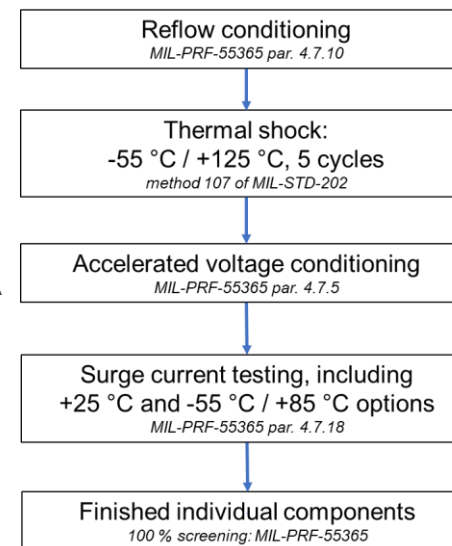 Reflow conditioning
MIL-PRF-55365 par. 4.7.10
Thermal shock:
-55 °C / +125 °C, 5 cycles
method 107 of MIL-STD-202
Accelerated voltage conditioning
MIL-PRF-55365 par. 4.7.5
Surge current testing, including
+25 °C and -55 °C / +85 °C options
MIL-PRF-55365 par. 4.7.18
Finished individual components
100 % screening: MIL-PRF-55365